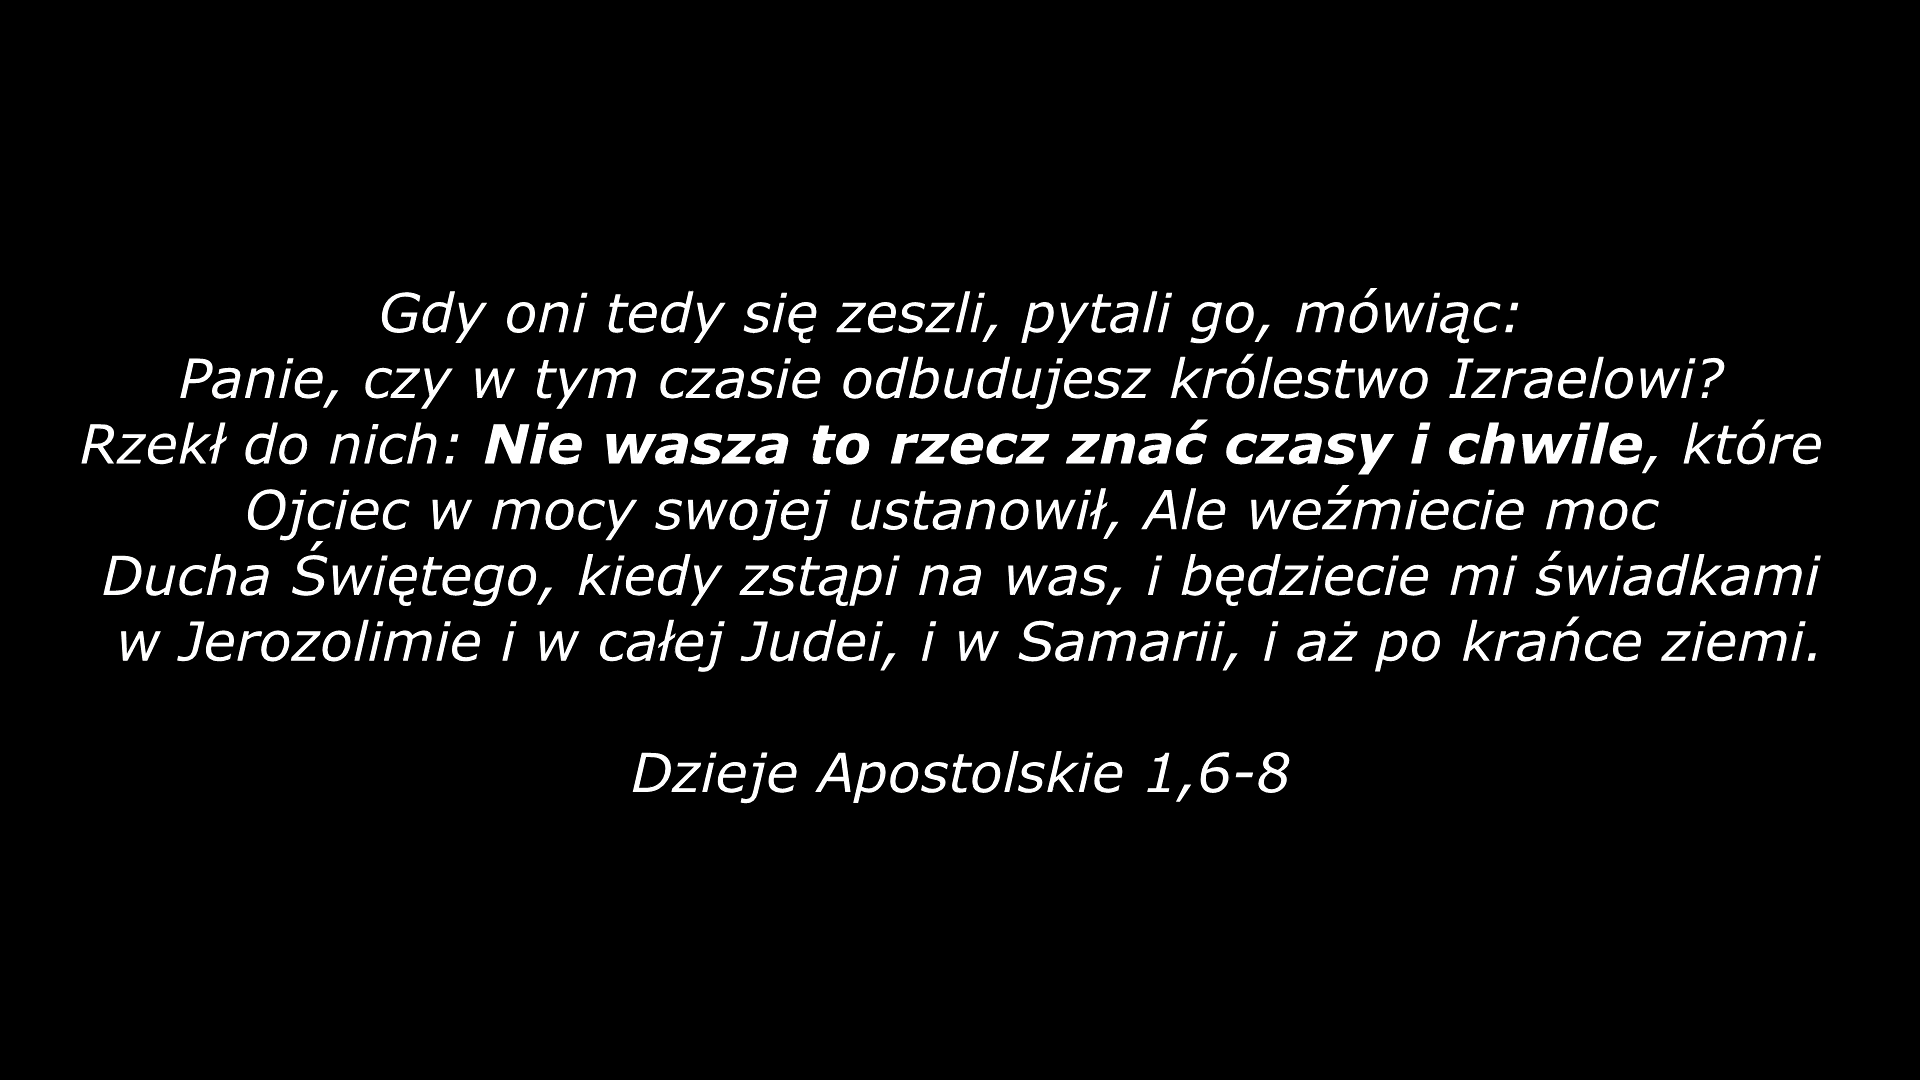 Gdy oni tedy się zeszli, pytali go, mówiąc:
Panie, czy w tym czasie odbudujesz królestwo Izraelowi?
Rzekł do nich: Nie wasza to rzecz znać czasy i chwile, które
Ojciec w mocy swojej ustanowił, Ale weźmiecie moc
Ducha Świętego, kiedy zstąpi na was, i będziecie mi świadkami
w Jerozolimie i w całej Judei, i w Samarii, i aż po krańce ziemi.
Dzieje Apostolskie 1,6-8